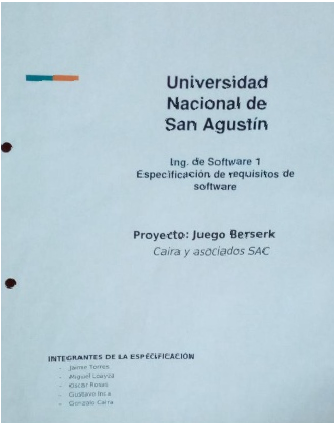 Universidad
Nacional de
San Agustín
Ing. de Software 1
Especificación de requisitos de
software
Proyecto: Juego Berserk
Caira y asociados SAC
INTEGRANTES DE LA ESPECIFICACIÓN
- Jaime Torres
- Miguel Loayza
- Oscar Rosas
- Gustavo Inca
- Gonzalo Caira